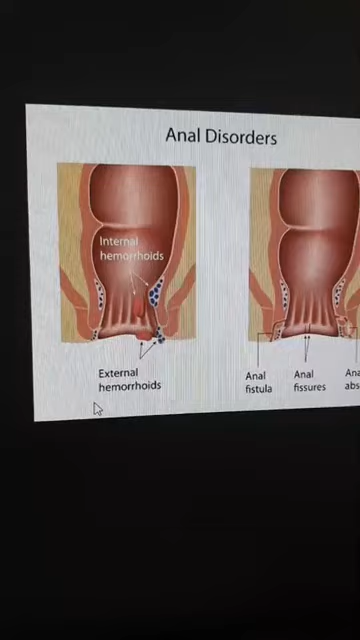 Anal Disorders
Internal
hemorrhoids
External
hemorrhoids
Anal
fistula
Anal
fissures